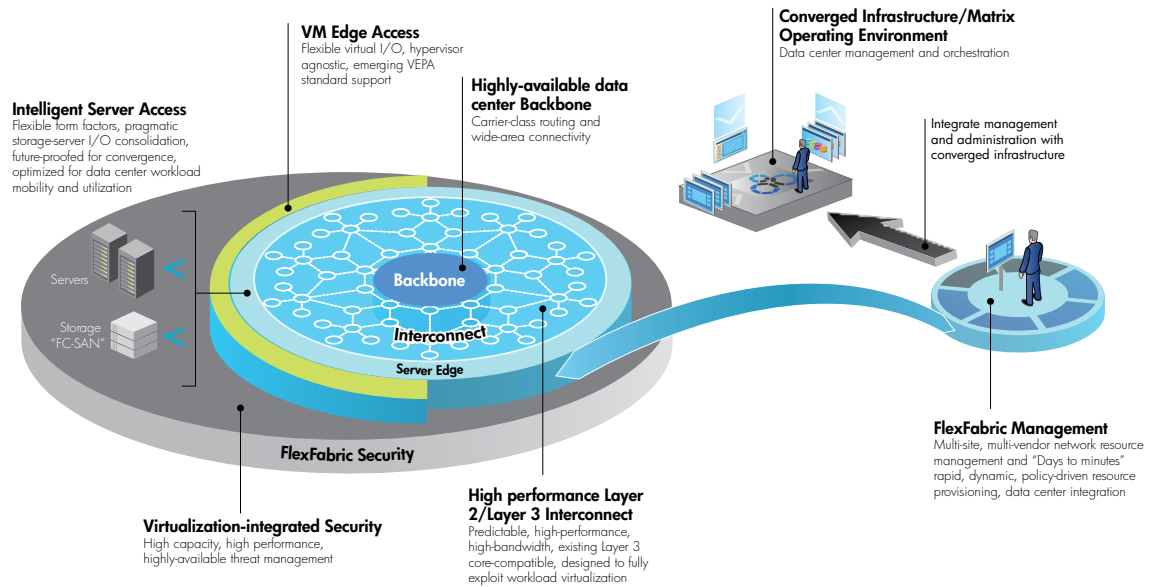 VM Edge Access
Flexible virtual I/O, hypervisor
agnostic, emerging VEPA
standard support
Converged Infrastructure/Matrix
Operating Environment
Data center management and orchestration
Highly-available data
center Backbone
Carrier-class routing and
wide-area connectivity
Intelligent Server Access
Flexible form factors, pragmatic
storage-server I/O consolidation,
future-proofed for convergence,
optimized for data center workload
mobility and utilization
Integrate management
and administration with
converged infrastructure
Servers
Storage
"FC-SAN"
Backbone
Interconnect
Server Edge
FlexFabric Security
FlexFabric Management
Multi-site, multi-vendor network resource
management and “Days to minutes”
rapid, dynamic, policy-driven resource
provisioning, data center integration
Virtualization-integrated Security
High capacity, high performance,
highly-available threat management
High performance Layer
2/Layer 3 Interconnect
Predictable, high-performance,
high-bandwidth, existing Layer 3
core-compatible, designed to fully
exploit workload virtualization